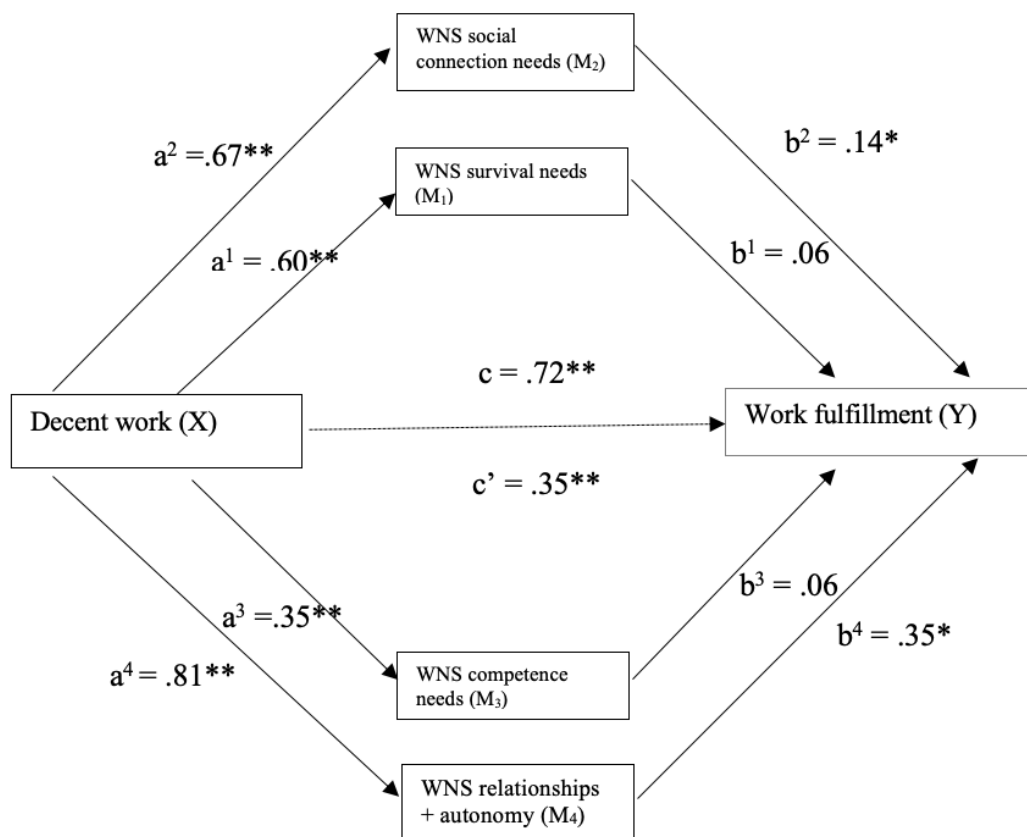 WNS social
connection needs (M₂)
a² =.67**
b² = .14*
WNS survival needs
(M₁)
a¹ = .60**
b¹ = .06
c = .72**
Decent work (X)
Work fulfillment (Y)
c’ = .35**
a³ =.35**
b³ = .06
a⁴ = .81**
b⁴ = .35*
WNS competence
needs (M₃)
WNS relationships
+ autonomy (M₄)